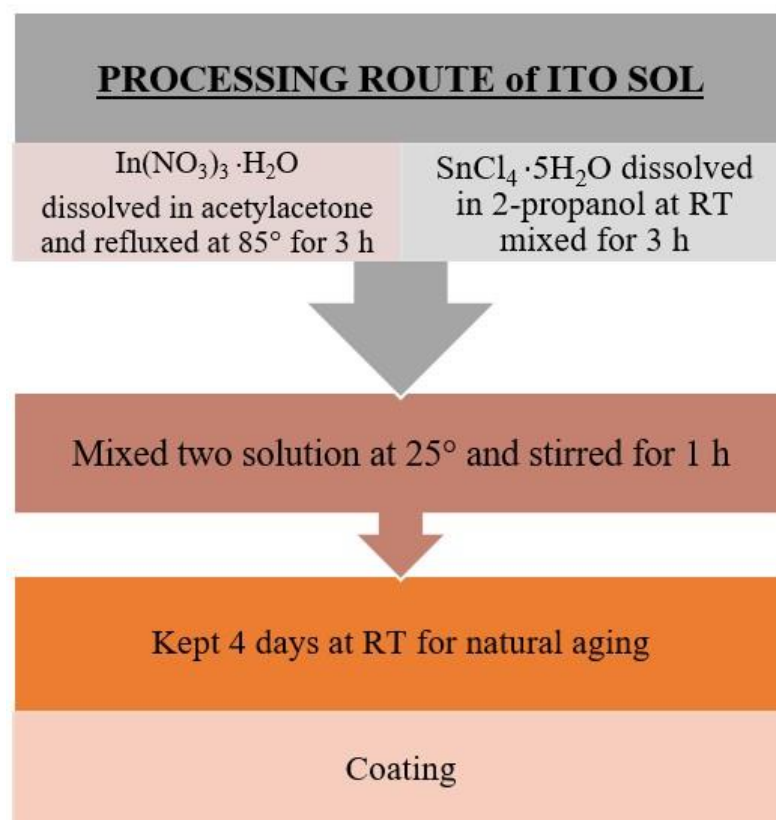 PROCESSING ROUTE of ITO SOL
In(NO₃)₃ ·H₂O
dissolved in acetylacetone
and refluxed at 85° for 3 h
SnCl₄ ·5H₂O dissolved
in 2-propanol at RT
mixed for 3 h
Mixed two solution at 25° and stirred for 1 h
Kept 4 days at RT for natural aging
Coating